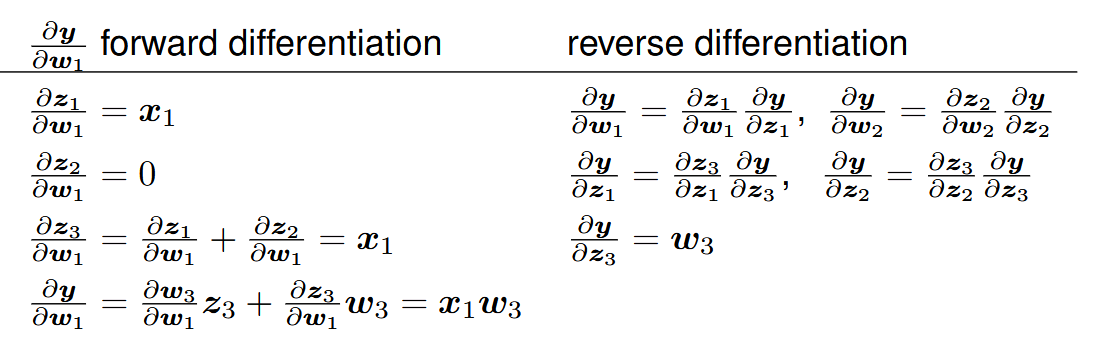 ∂y/∂w₁ forward differentiation reverse differentiation
∂z₁/∂w₁ = x₁ ∂y/∂w₁ = ∂z₁/∂w₁ ∂y/∂z₁, ∂y/∂w₂ = ∂z₂/∂w₂ ∂y/∂z₂
∂z₂/∂w₁ = 0 ∂y/∂z₁ = ∂z₃/∂z₁ ∂y/∂z₃, ∂y/∂z₂ = ∂z₃/∂z₂ ∂y/∂z₃
∂z₃/∂w₁ = ∂z₁/∂w₁ + ∂z₂/∂w₁ = x₁ ∂y/∂z₃ = w₃
∂y/∂w₁ = ∂w₃/∂w₁ z₃ + ∂z₃/∂w₁ w₃ = x₁w₃